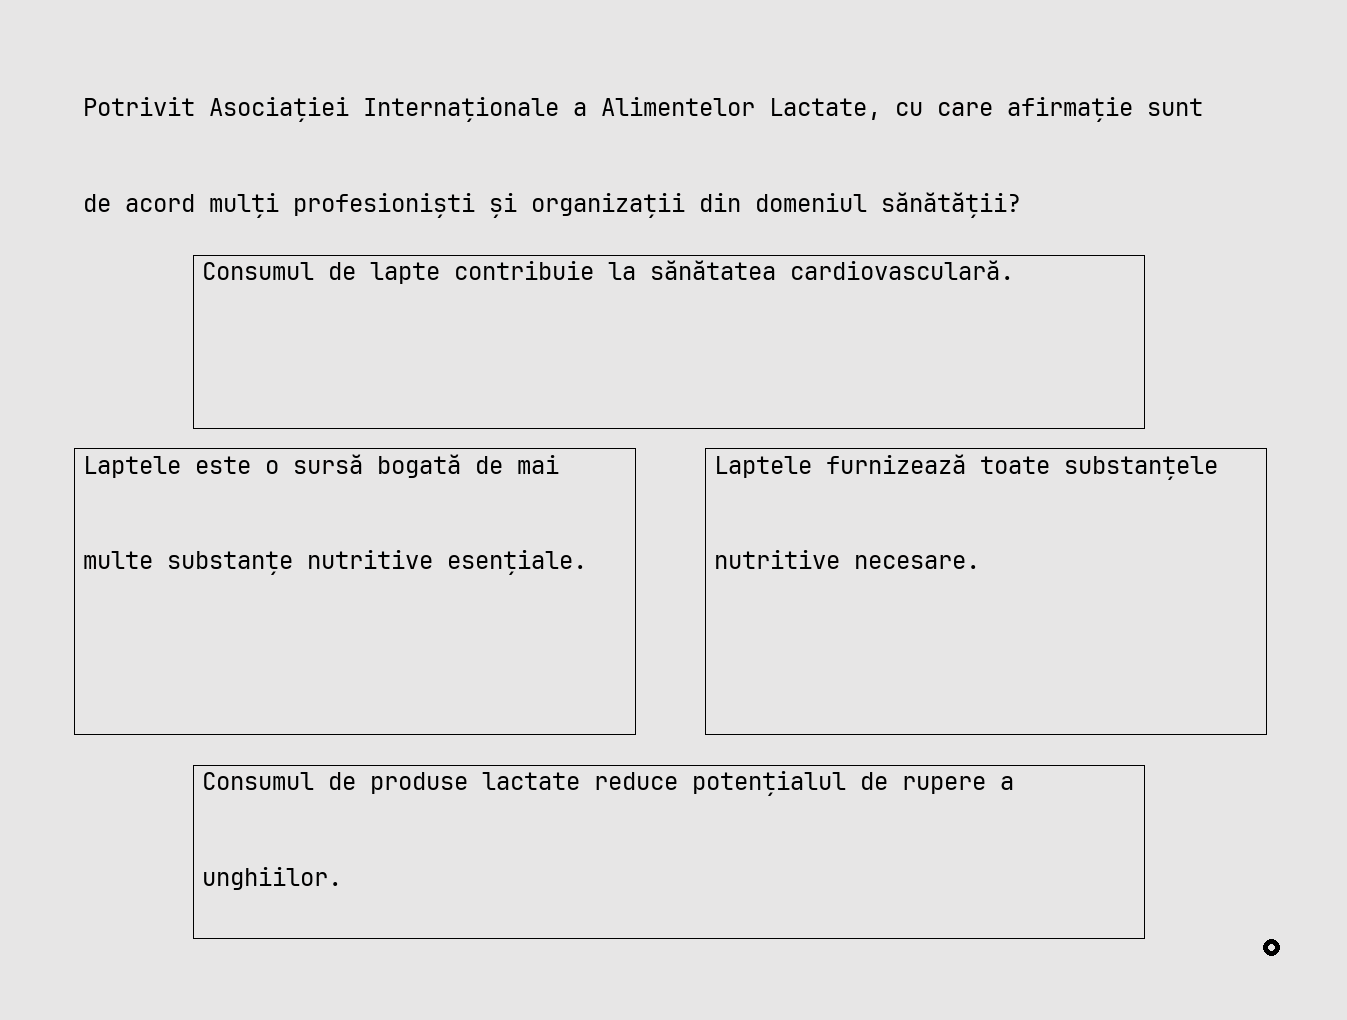 Potrivit Asociației Internaționale a Alimentelor Lactate, cu care afirmație sunt
de acord mulți profesioniști și organizații din domeniul sănătății?
Consumul de lapte contribuie la sănătatea cardiovasculară.
Laptele este o sursă bogată de mai
multe substanțe nutritive esențiale.
Laptele furnizează toate substanțele
nutritive necesare.
Consumul de produse lactate reduce potențialul de rupere a
unghiilor.